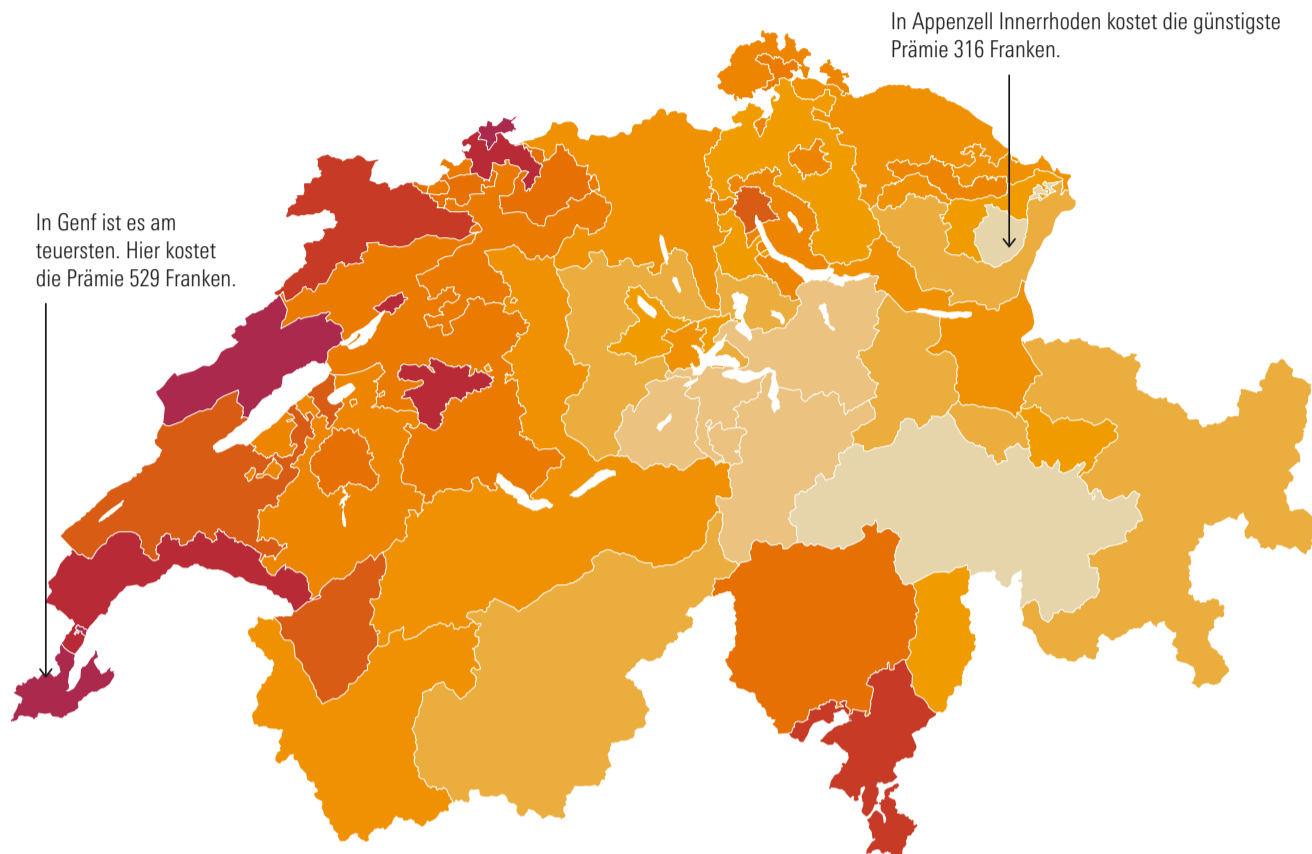 In Appenzell Innerrhoden kostet die günstigste
Prämie 316 Franken.
In Genf ist es am
teuersten. Hier kostet
die Prämie 529 Franken.